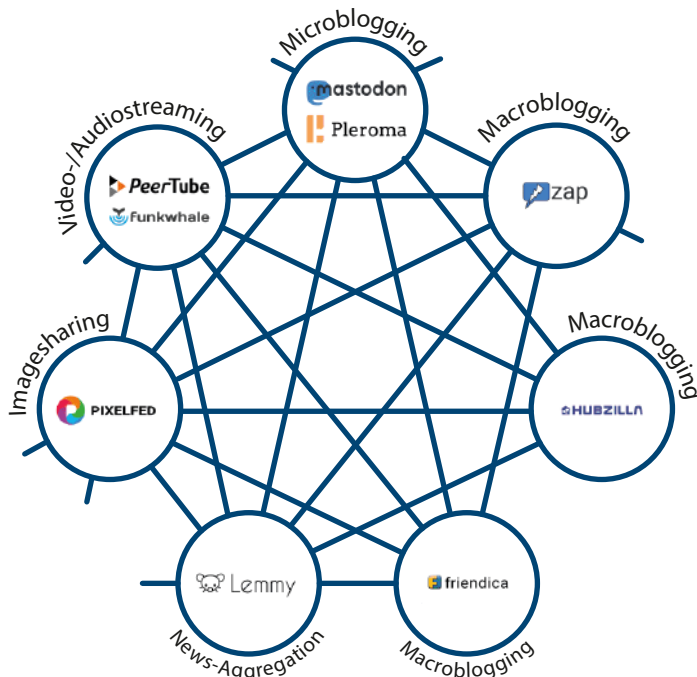 Microblogging
mastodon
Pleroma
Video-/Audiostreaming
PeerTube
funkwhale
Macroblogging
zap
Imagesharing
PIXELFED
Macroblogging
HUBZILLA
Lemmy
News-Aggregation
friendica
Macroblogging